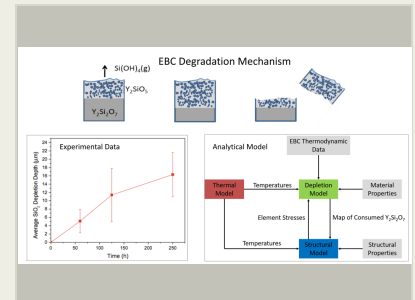 EBC Degradation Mechanism
Si(OH)₄(g)
Y₂SiO₅
Y₂Si₂O₇
Experimental Data
Average SiO₂ Depletion Depth (μm)
24
22
20
18
16
14
12
10
8
6
4
2
0
0 50 100 150 200 250
Time (h)
Analytical Model
EBC Thermodynamic
Data
Thermal
Model
Temperatures
Depletion
Model
Material
Properties
Element Stresses
Map of Consumed Y₂Si₂O₇
Temperatures
Structural
Model
Structural
Properties